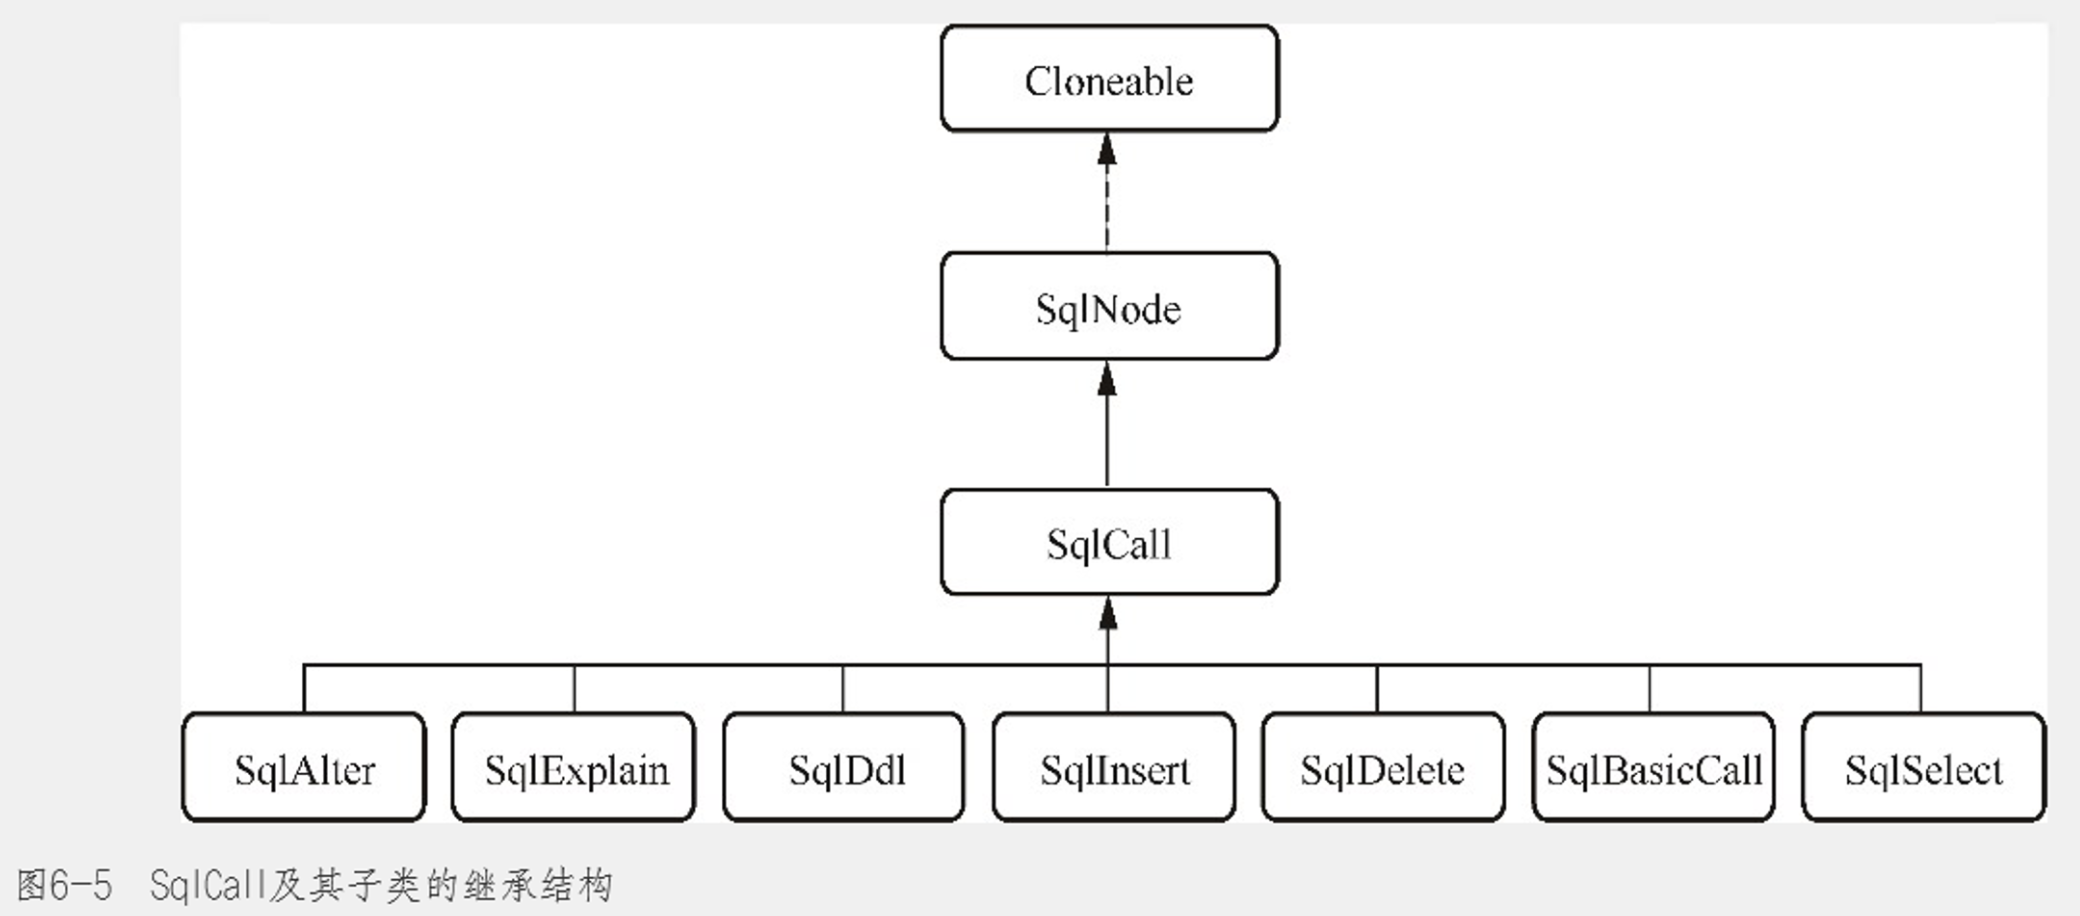 Cloneable
SqlNode
SqlCall
SqlAlter
SqlExplain
SqlDdl
SqlInsert
SqlDelete
SqlBasicCall
SqlSelect
图6-5 SqlCall及其子类的继承结构